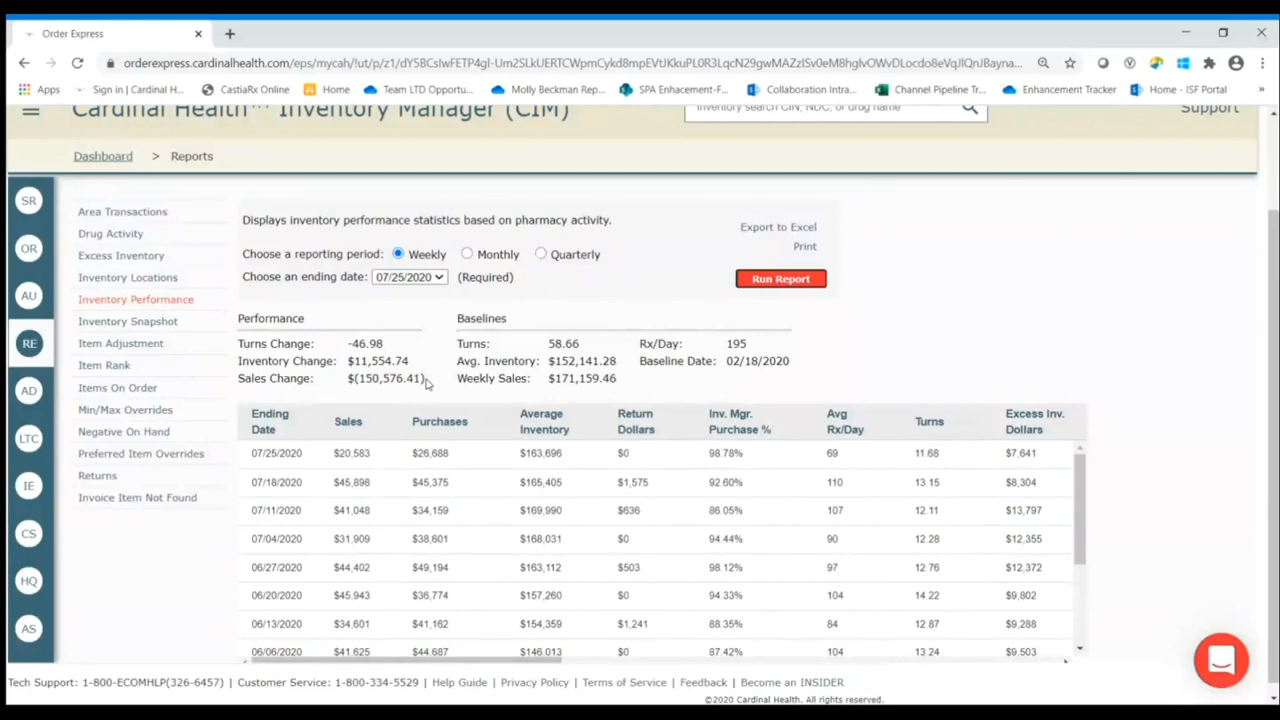 Order Express
orderexpress.cardinalhealth.com/eps/mycah/!ut/p/z1/
Apps Sign in | Cardinal H... CastiaRx Online Home Team LTD Opportu... Molly Beckman Rep... SPA Enhacement-F... Collaboration Intra... Channel Pipeline Tr... Enhancement Tracker Home - ISF Portal »
Cardinal Health™ Inventory Manager (CIM)
Inventory search CIN, NDC, or drug name
Support
Dashboard > Reports
SR
OR
AU
RE
AD
LTC
IE
CS
HQ
AS
Area Transactions
Drug Activity
Excess Inventory
Inventory Locations
Inventory Performance
Inventory Snapshot
Item Adjustment
Item Rank
Items On Order
Min/Max Overrides
Negative On Hand
Preferred Item Overrides
Returns
Invoice Item Not Found
Displays inventory performance statistics based on pharmacy activity.
Export to Excel
Print
Choose a reporting period: Weekly Monthly Quarterly
Choose an ending date: 07/25/2020 (Required)
Run Report
Performance Baselines
Turns Change: -46.98 Turns: 58.66 Rx/Day: 195
Inventory Change: $11,554.74 Avg. Inventory: $152,141.28 Baseline Date: 02/18/2020
Sales Change: $(150,576.41) Weekly Sales: $171,159.46
Ending Date Sales Purchases Average Inventory Return Dollars Inv. Mgr. Purchase % Avg Rx/Day Turns Excess Inv. Dollars
07/25/2020 $20,583 $26,688 $163,696 $0 98.78% 69 11.68 $7,641
07/18/2020 $45,898 $45,375 $165,405 $1,575 92.60% 110 13.15 $8,304
07/11/2020 $41,048 $34,159 $169,990 $636 86.05% 107 12.11 $13,797
07/04/2020 $31,909 $38,601 $168,031 $0 94.44% 90 12.28 $12,355
06/27/2020 $44,402 $49,194 $163,112 $503 98.12% 97 12.76 $12,372
06/20/2020 $45,943 $36,774 $157,260 $0 94.33% 104 14.22 $9,802
06/13/2020 $34,601 $41,162 $154,359 $1,241 88.35% 84 12.87 $9,288
06/06/2020 $41,625 $44,687 $146,013 $0 87.42% 104 13.24 $9,503
Tech Support: 1-800-ECOMHLP(326-6457) | Customer Service: 1-800-334-5529 | Help Guide | Privacy Policy | Terms of Service | Feedback | Become an INSIDER
©2020 Cardinal Health. All rights reserved.